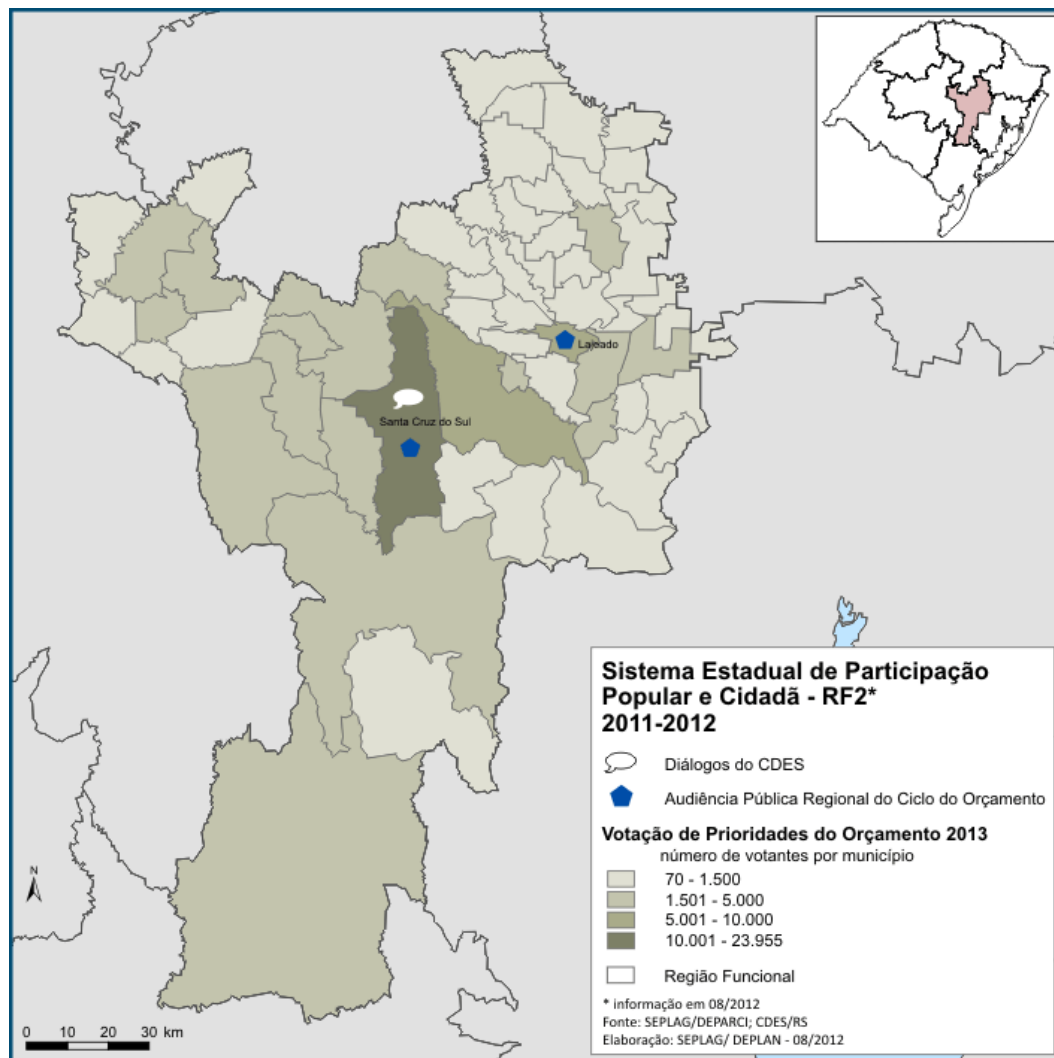 Lajeado
Santa Cruz do Sul
Sistema Estadual de Participação
Popular e Cidadã - RF2*
2011-2012
Diálogos do CDES
Audiência Pública Regional do Ciclo do Orçamento
Votação de Prioridades do Orçamento 2013
número de votantes por município
70 - 1.500
1.501 - 5.000
5.001 - 10.000
10.001 - 23.955
Região Funcional
* informação em 08/2012
Fonte: SEPLAG/DEPARCI; CDES/RS
Elaboração: SEPLAG/ DEPLAN - 08/2012
N
0 10 20 30 km